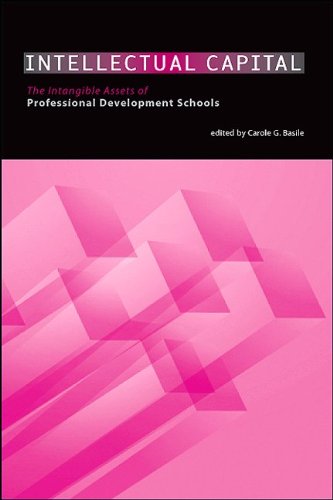 INTELLECTUAL CAPITAL
The Intangible Assets of
Professional Development Schools
edited by Carole G. Basile